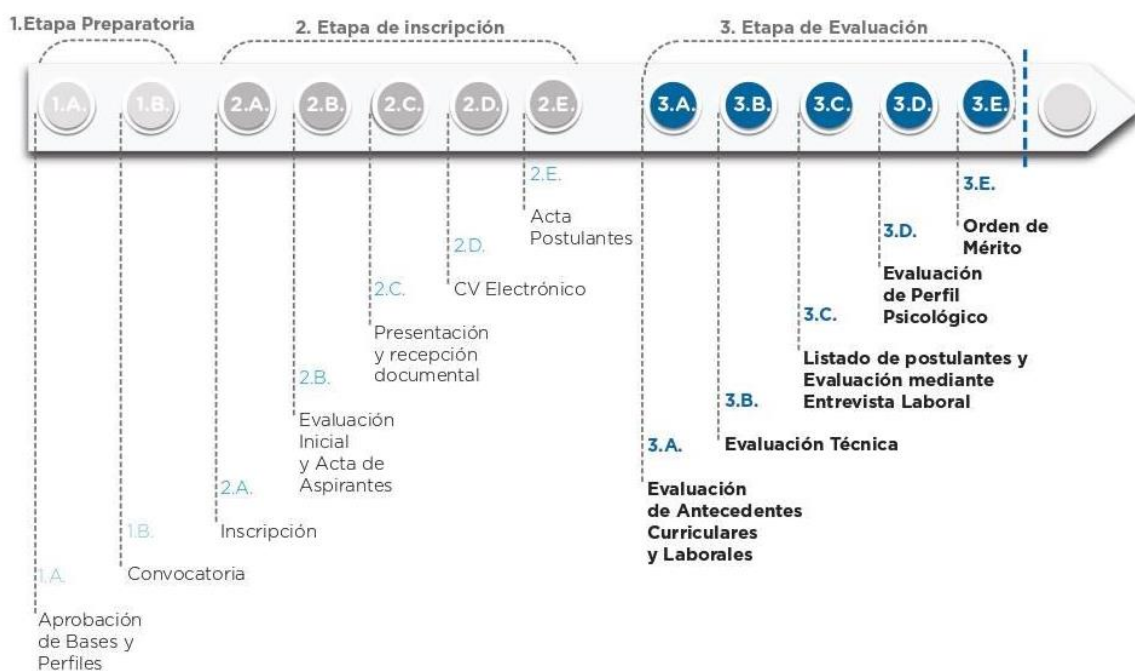 1.Etapa Preparatoria
2. Etapa de inscripción
3. Etapa de Evaluación
1.A.
1.B.
2.A.
2.B.
2.C.
2.D.
2.E.
3.A.
3.B.
3.C.
3.D.
3.E.
1.A.
Aprobación
de Bases y
Perfiles
1.B.
Convocatoria
2.A.
Inscripción
2.B.
Evaluación
Inicial
y Acta de
Aspirantes
2.C.
Presentación
y recepción
documental
2.D.
CV Electrónico
2.E.
Acta
Postulantes
3.A.
Evaluación
de Antecedentes
Curriculares
y Laborales
3.B.
Evaluación Técnica
3.C.
Listado de postulantes y
Evaluación mediante
Entrevista Laboral
3.D.
Evaluación
de Perfil
Psicológico
3.E.
Orden de
Mérito